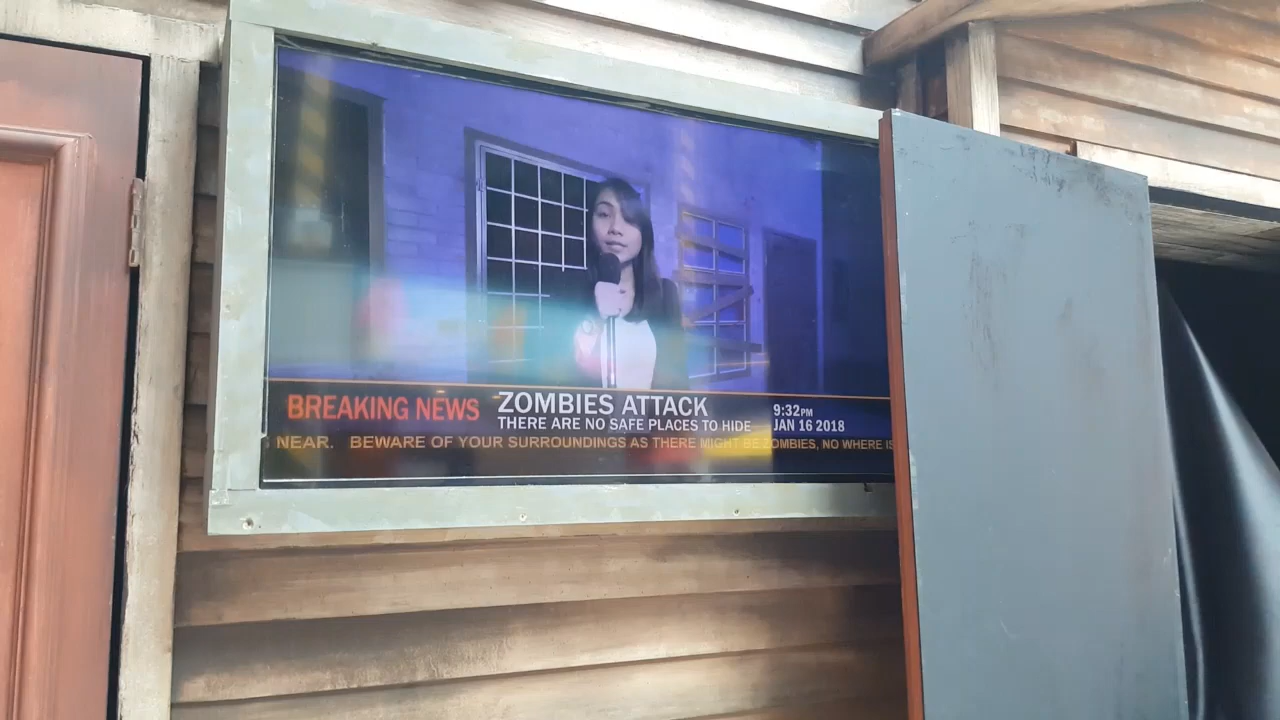 BREAKING NEWS
ZOMBIES ATTACK
THERE ARE NO SAFE PLACES TO HIDE
9:32PM
JAN 16 2018
NEAR. BEWARE OF YOUR SURROUNDINGS AS THERE MIGHT BE ZOMBIES, NO WHERE IS